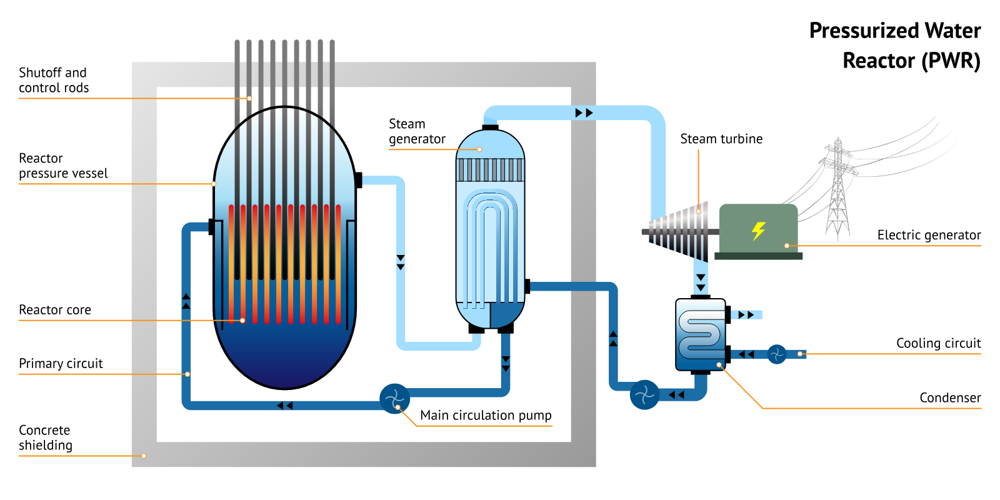 Pressurized Water
Reactor (PWR)
Shutoff and
control rods
Reactor
pressure vessel
Reactor core
Primary circuit
Concrete
shielding
Steam
generator
Main circulation pump
Steam turbine
Electric generator
Cooling circuit
Condenser